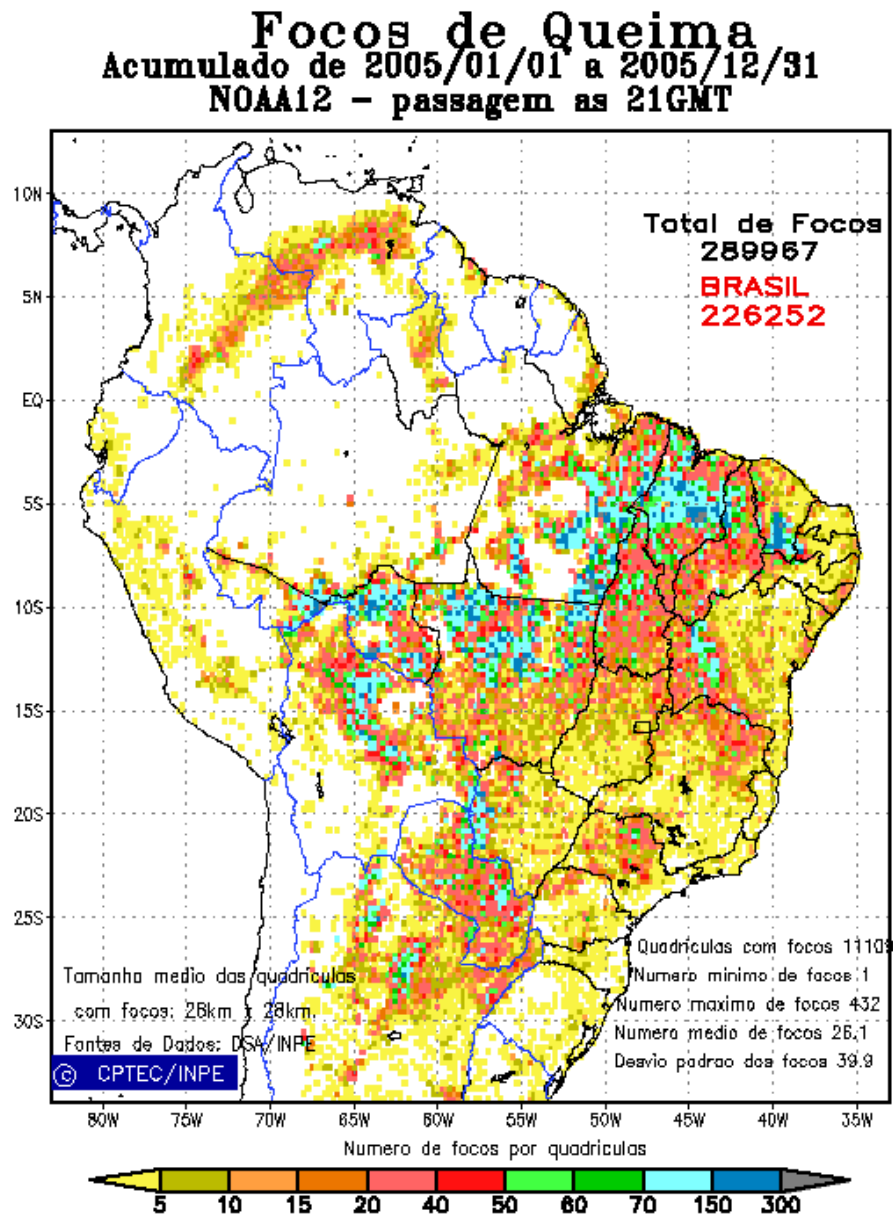 Focos de Queima
Acumulado de 2005/01/01 a 2005/12/31
NOAA12 - passagem as 21GMT
Total de Focos
289967
BRASIL
226252
10N
5N
EQ
5S
10S
15S
20S
25S
30S
Quadriculas com focos 11109
Numero minimo de focos 1
Numero maximo de focos 432
Numero medio de focos 26.1
Desvio padrao dos focos 39.9
Tamanho medio das quadriculas
com focos: 28km x 28km.
Fontes de Dados: DSA/INPE
© CPTEC/INPE
80W 75W 70W 65W 60W 55W 50W 45W 40W 35W
Numero de focos por quadriculas
5 10 15 20 40 50 60 70 150 300